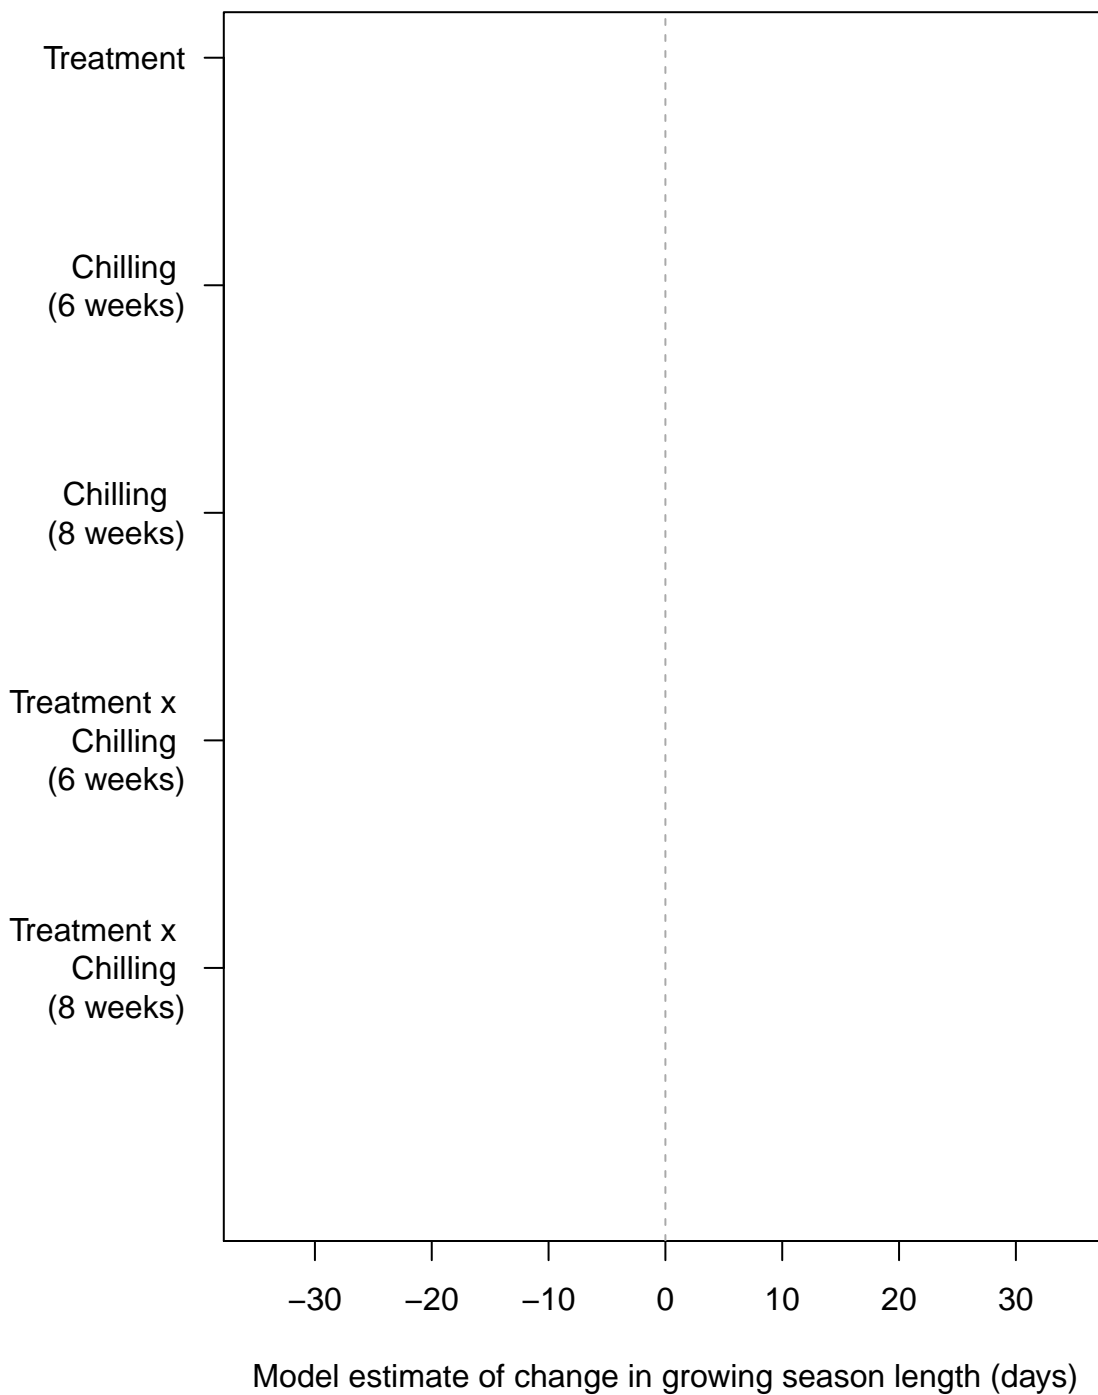 Treatment
Chilling
(6 weeks)
Chilling
(8 weeks)
Treatment x
Chilling
(6 weeks)
Treatment x
Chilling
(8 weeks)
−30 −20 −10 0 10 20 30
Model estimate of change in growing season length (days)